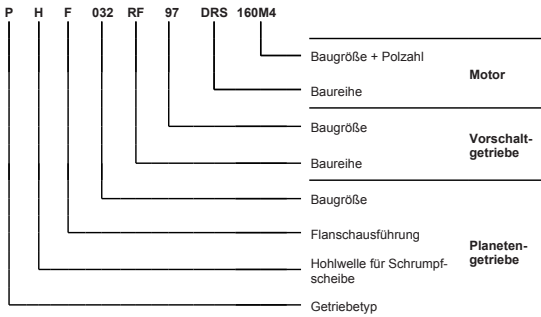 P H F 032 RF 97 DRS 160M4
Baugröße + Polzahl
Motor
Baureihe
Baugröße
Vorschalt-
getriebe
Baureihe
Baugröße
Flanschausführung
Planeten-
getriebe
Hohlwelle für Schrumpf-
scheibe
Getriebetyp